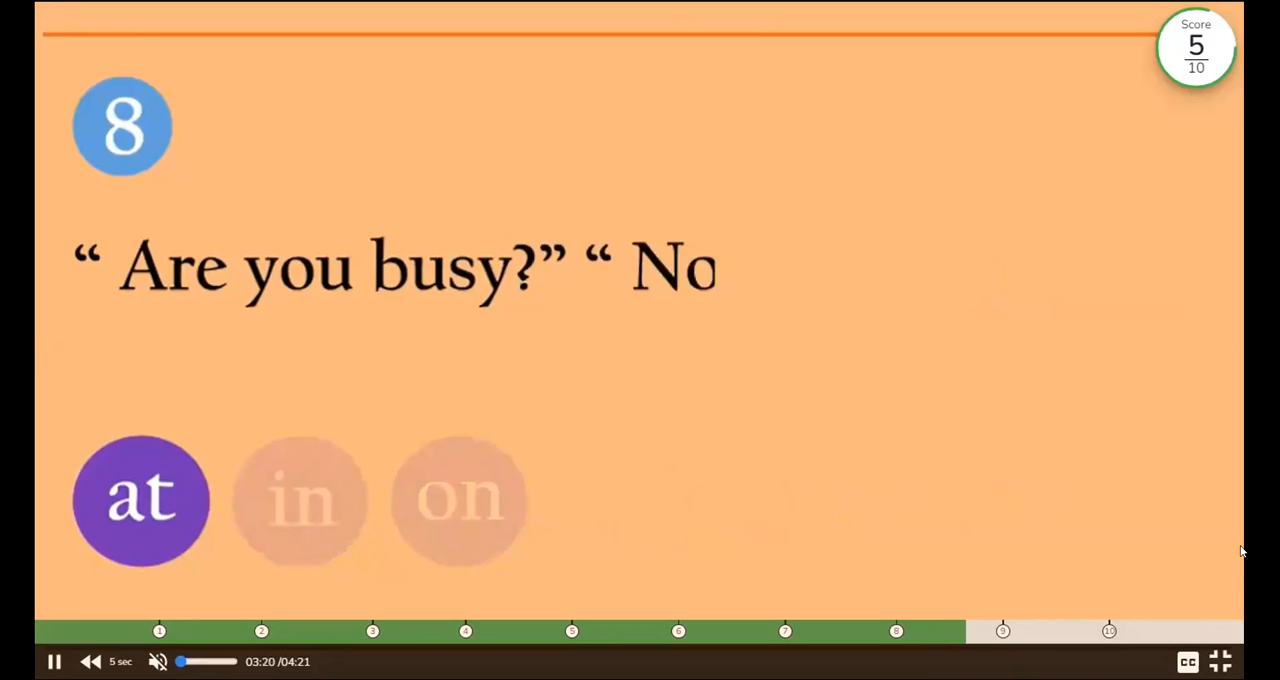 Score
5
10
8
“ Are you busy?” “ No
at in on
1 2 3 4 5 6 7 8 9 10
5 sec 03:20 /04:21 CC